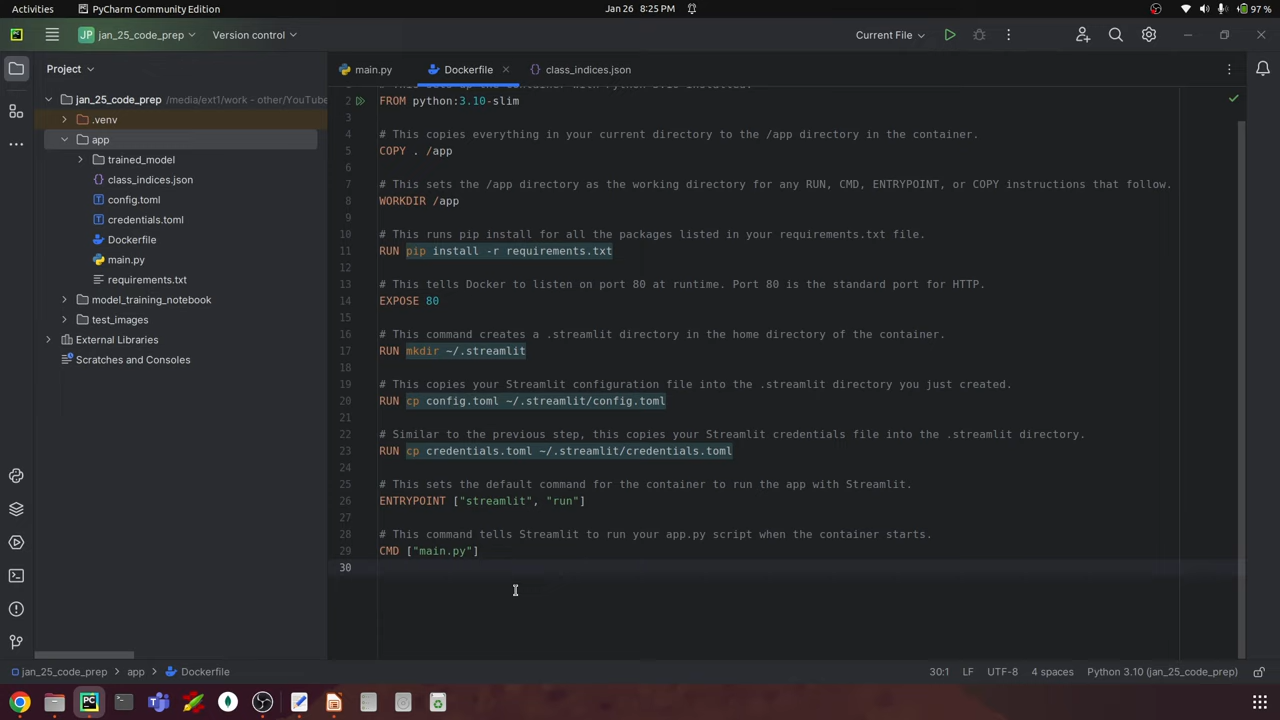 Activities
PyCharm Community Edition
Jan 26 8:25 PM
97 %
JP jan_25_code_prep
Version control
Current File
Project
main.py
Dockerfile
class_indices.json
jan_25_code_prep /media/ext1/work - other/YouTube
.venv
app
trained_model
class_indices.json
config.toml
credentials.toml
Dockerfile
main.py
requirements.txt
model_training_notebook
test_images
External Libraries
Scratches and Consoles
2 FROM python:3.10-slim
3
4 # This copies everything in your current directory to the /app directory in the container.
5 COPY . /app
6
7 # This sets the /app directory as the working directory for any RUN, CMD, ENTRYPOINT, or COPY instructions that follow.
8 WORKDIR /app
9
10 # This runs pip install for all the packages listed in your requirements.txt file.
11 RUN pip install -r requirements.txt
12
13 # This tells Docker to listen on port 80 at runtime. Port 80 is the standard port for HTTP.
14 EXPOSE 80
15
16 # This command creates a .streamlit directory in the home directory of the container.
17 RUN mkdir ~/.streamlit
18
19 # This copies your Streamlit configuration file into the .streamlit directory you just created.
20 RUN cp config.toml ~/.streamlit/config.toml
21
22 # Similar to the previous step, this copies your Streamlit credentials file into the .streamlit directory.
23 RUN cp credentials.toml ~/.streamlit/credentials.toml
24
25 # This sets the default command for the container to run the app with Streamlit.
26 ENTRYPOINT ["streamlit", "run"]
27
28 # This command tells Streamlit to run your app.py script when the container starts.
29 CMD ["main.py"]
30
jan_25_code_prep > app > Dockerfile
30:1 LF UTF-8 4 spaces Python 3.10 (jan_25_code_prep)